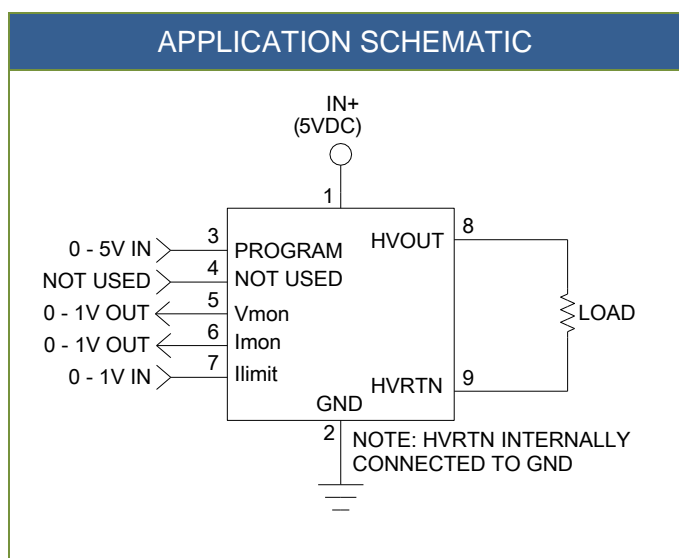 APPLICATION SCHEMATIC
IN+
(5VDC)
1
0 - 5V IN 3 PROGRAM HVOUT 8
NOT USED 4 NOT USED
0 - 1V OUT 5 Vmon
LOAD
0 - 1V OUT 6 Imon
0 - 1V IN 7 Ilimit HVRTN 9
GND
2 NOTE: HVRTN INTERNALLY
CONNECTED TO GND